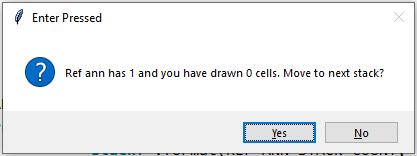 Enter Pressed
Ref ann has 1 and you have drawn 0 cells. Move to next stack?
Yes
No